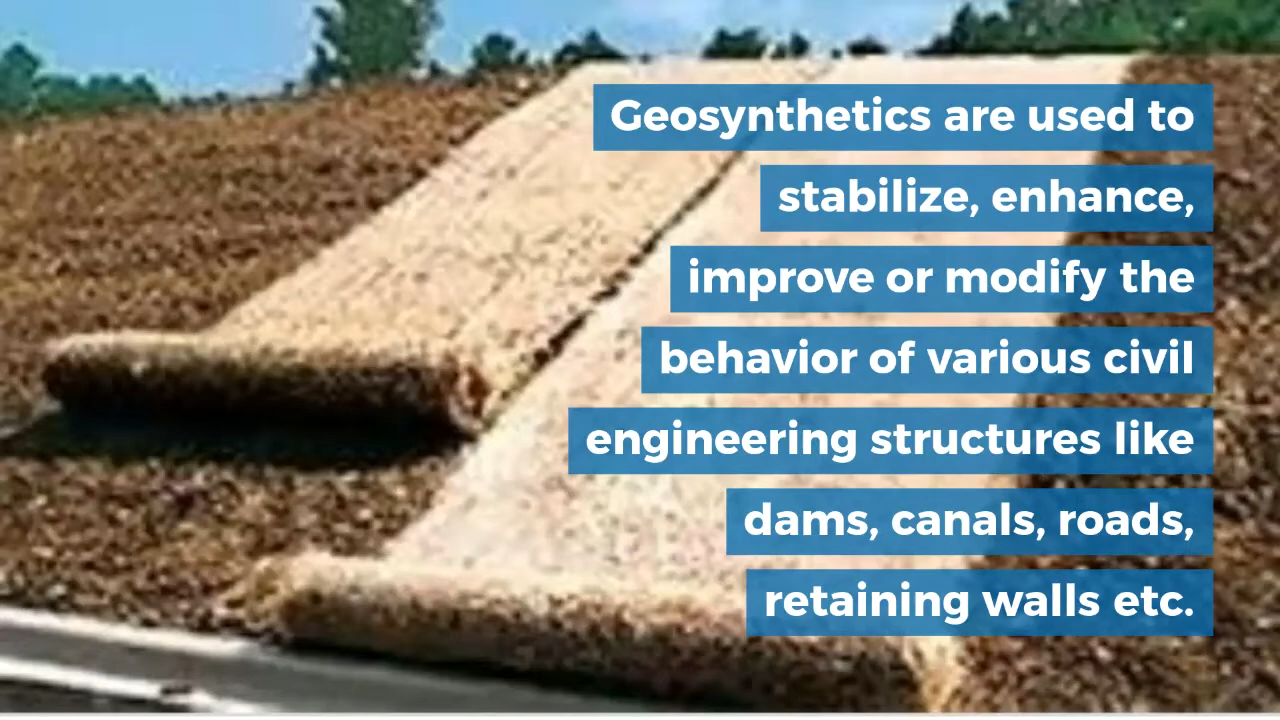 Geosynthetics are used to
stabilize, enhance,
improve or modify the
behavior of various civil
engineering structures like
dams, canals, roads,
retaining walls etc.